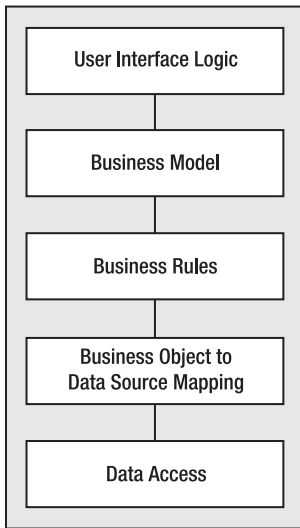 User Interface Logic
Business Model
Business Rules
Business Object to
Data Source Mapping
Data Access